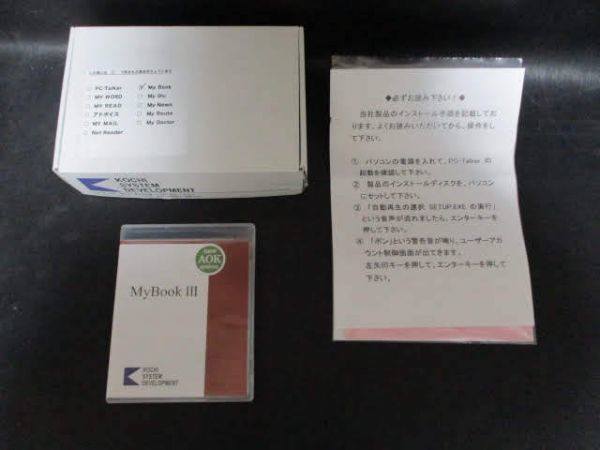 PC-Talker
My Book
MY WORD
My Dic
MY READ
My News
アドボイス
My Route
MY MAIL
My Doctor
Net Reader
KOCHI
SYSTEM
DEVELOPMENT
AOK
MyBook III
KOCHI
SYSTEM
DEVELOPMENT
◆必ずお読み下さい!◆
当社製品のインストール手順を記載してお
ります。よくお読みいただいてから、操作をし
て下さい。
① パソコンの電源を入れて、PC-Talker の
起動を確認して下さい。
② 製品のインストールディスクを、パソコン
にセットして下さい。
③ 「自動再生の選択 SETUP.EXE の実行」
という音声が流れましたら、エンターキーを
押して下さい。
④ 「ポン」という警告音が鳴り、ユーザーアカ
ウント制御画面が出てきます。
左矢印キーを押して、エンターキーを押して
下さい。